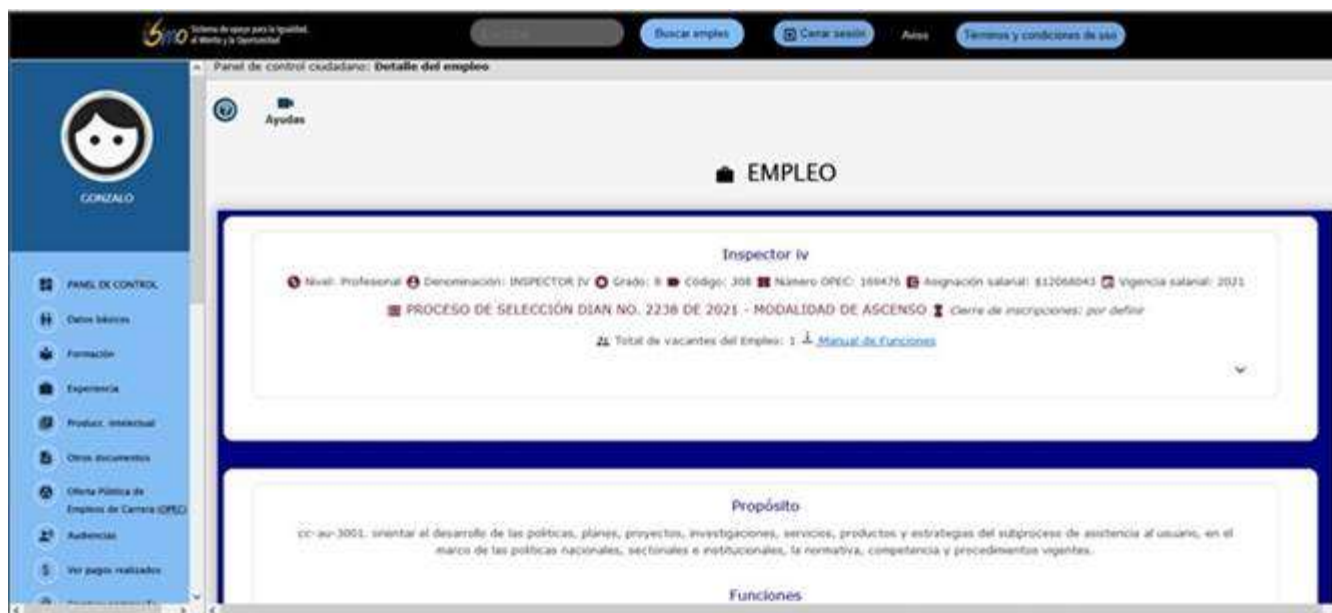 Simo Sistema de apoyo para la Igualdad,
el Mérito y la Oportunidad
Buscar empleo
Cerrar sesión
Aviso
Términos y condiciones de uso
Panel de control ciudadano: Detalle del empleo
Ayudas
GONZALO
EMPLEO
Inspector iv
Nivel: Profesional Denominación: INSPECTOR IV Grado: 8 Código: 308 Número OPEC: 169476 Asignación salarial: $12068043 Vigencia salarial: 2021
PROCESO DE SELECCIÓN DIAN NO. 2238 DE 2021 - MODALIDAD DE ASCENSO Cierre de inscripciones: por definir
Total de vacantes del Empleo: 1 Manual de Funciones
PANEL DE CONTROL
Datos básicos
Formación
Experiencia
Product. intelectual
Otros documentos
Oferta Pública de
Empleos de Carrera (OPEC)
Audiencias
Ver pagos realizados
Propósito
cc-au-3001. orientar el desarrollo de las políticas, planes, proyectos, investigaciones, servicios, productos y estrategias del subproceso de asistencia al usuario, en el
marco de las políticas nacionales, sectoriales e institucionales, la normativa, competencia y procedimientos vigentes.
Funciones